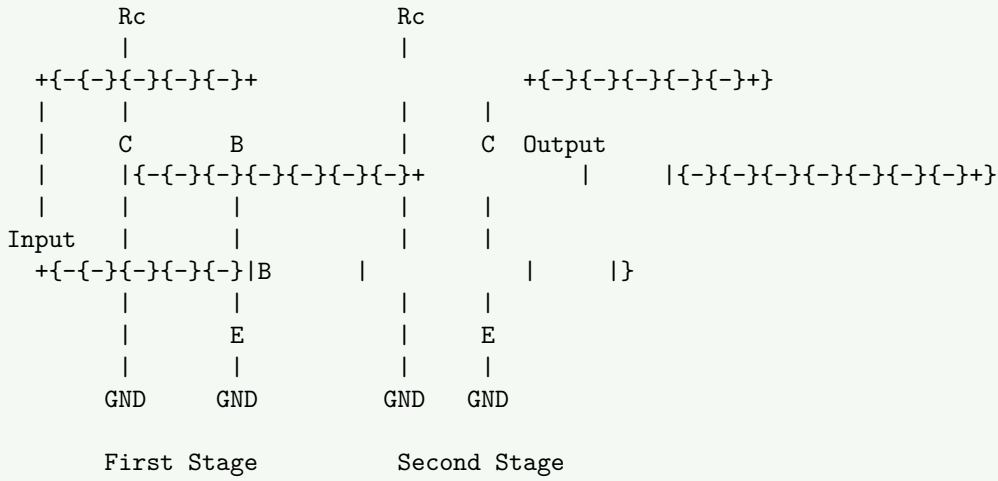 Rc Rc
| |
+{-{-}{-}{-}{-}+ +{-}{-}{-}{-}{-}+}
| | | |
| C B | C Output
| |{-{-}{-}{-}{-}{-}{-}+ | |{-}{-}{-}{-}{-}{-}{-}+}
| | | | |
Input | | | |
+{-{-}{-}{-}{-}|B | | |}
| | | |
| E | E
| | | |
GND GND GND GND
First Stage Second Stage